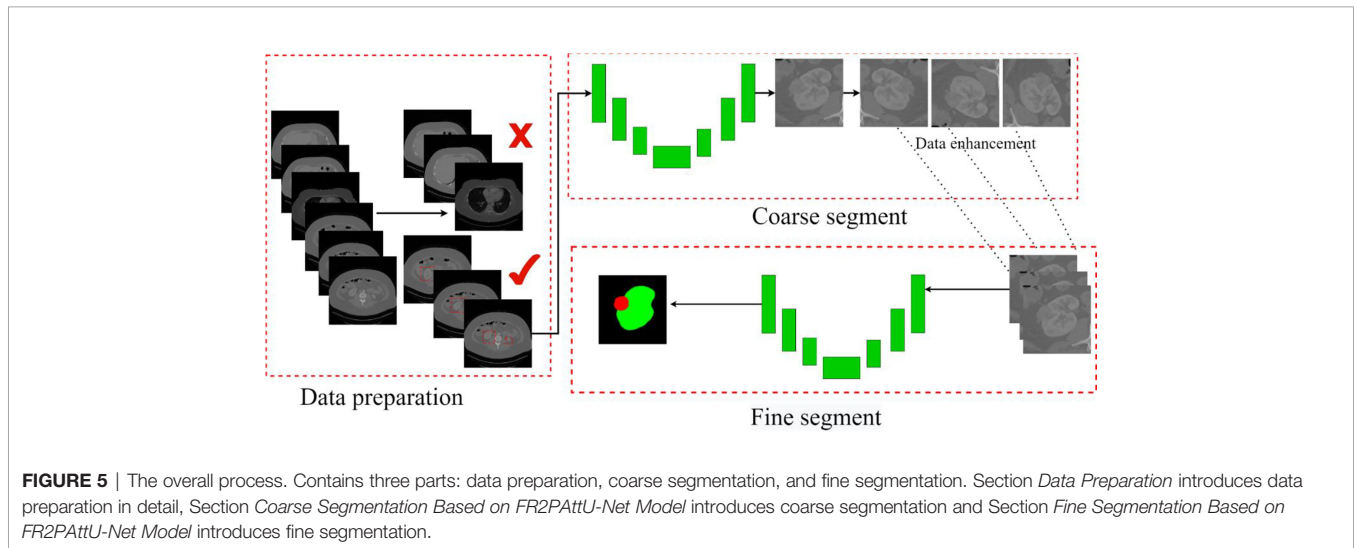 Data enhancement
Coarse segment
Data preparation
Fine segment
FIGURE 5 | The overall process. Contains three parts: data preparation, coarse segmentation, and fine segmentation. Section Data Preparation introduces data
preparation in detail, Section Coarse Segmentation Based on FR2PAttU-Net Model introduces coarse segmentation and Section Fine Segmentation Based on
FR2PAttU-Net Model introduces fine segmentation.